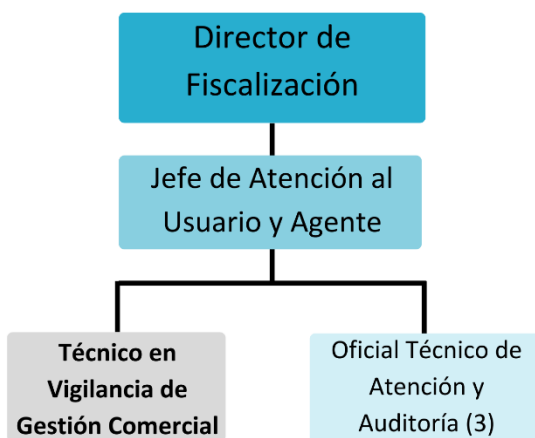 Director de
Fiscalización
Jefe de Atención al
Usuario y Agente
Técnico en
Vigilancia de
Gestión Comercial
Oficial Técnico de
Atención y
Auditoría (3)